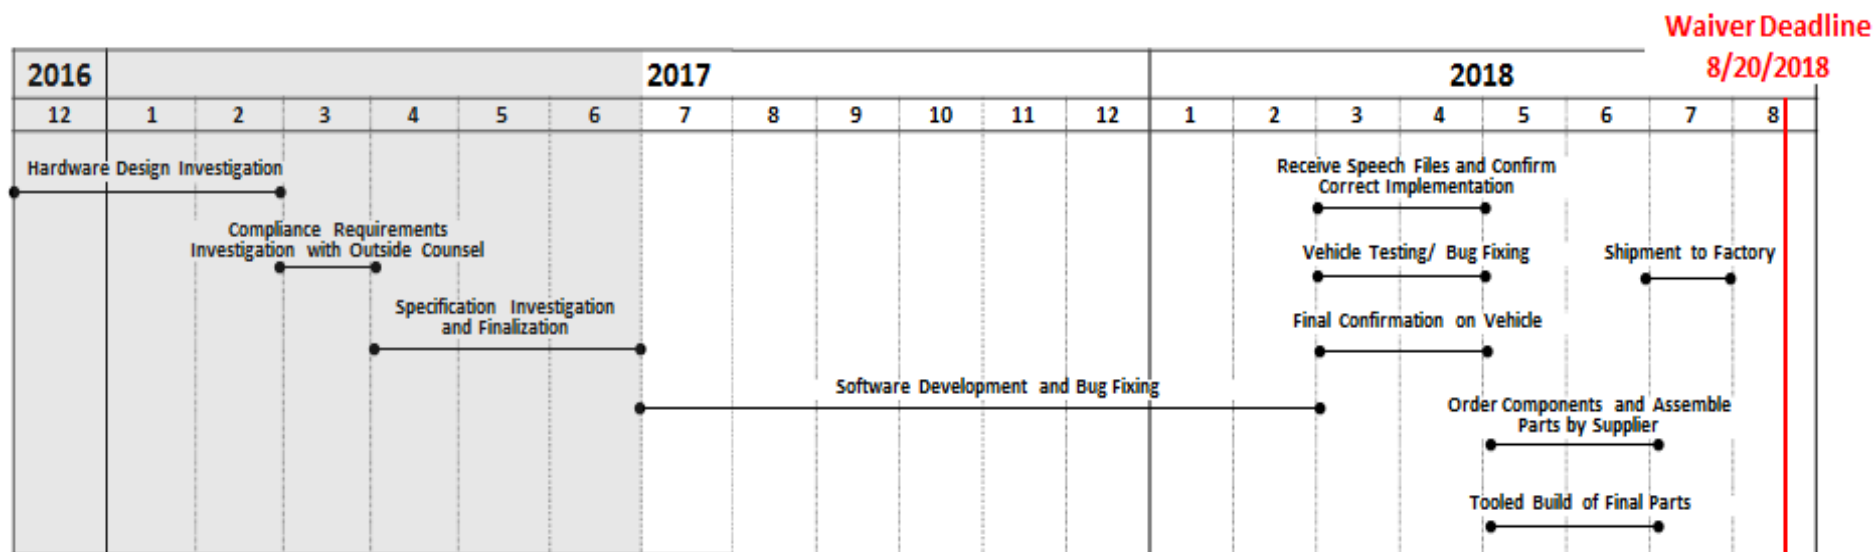 Waiver Deadline
8/20/2018
2016 2017 2018
12 1 2 3 4 5 6 7 8 9 10 11 12 1 2 3 4 5 6 7 8
Hardware Design Investigation
Receive Speech Files and Confirm
Correct Implementation
Compliance Requirements
Investigation with Outside Counsel
Vehicle Testing/ Bug Fixing
Shipment to Factory
Specification Investigation
and Finalization
Final Confirmation on Vehicle
Software Development and Bug Fixing
Order Components and Assemble
Parts by Supplier
Tooled Build of Final Parts